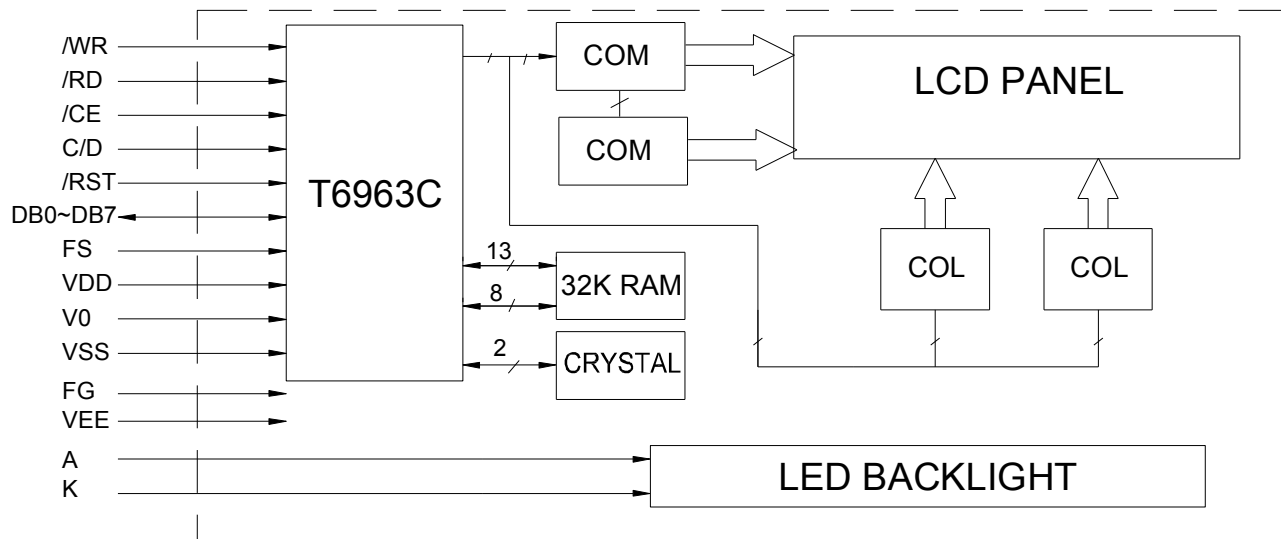 /WR
/RD
/CE
C/D
/RST
DB0~DB7
FS
VDD
V0
VSS
FG
VEE
A
K
T6963C
13
8
2
COM
COM
32K RAM
CRYSTAL
LCD PANEL
COL
COL
LED BACKLIGHT